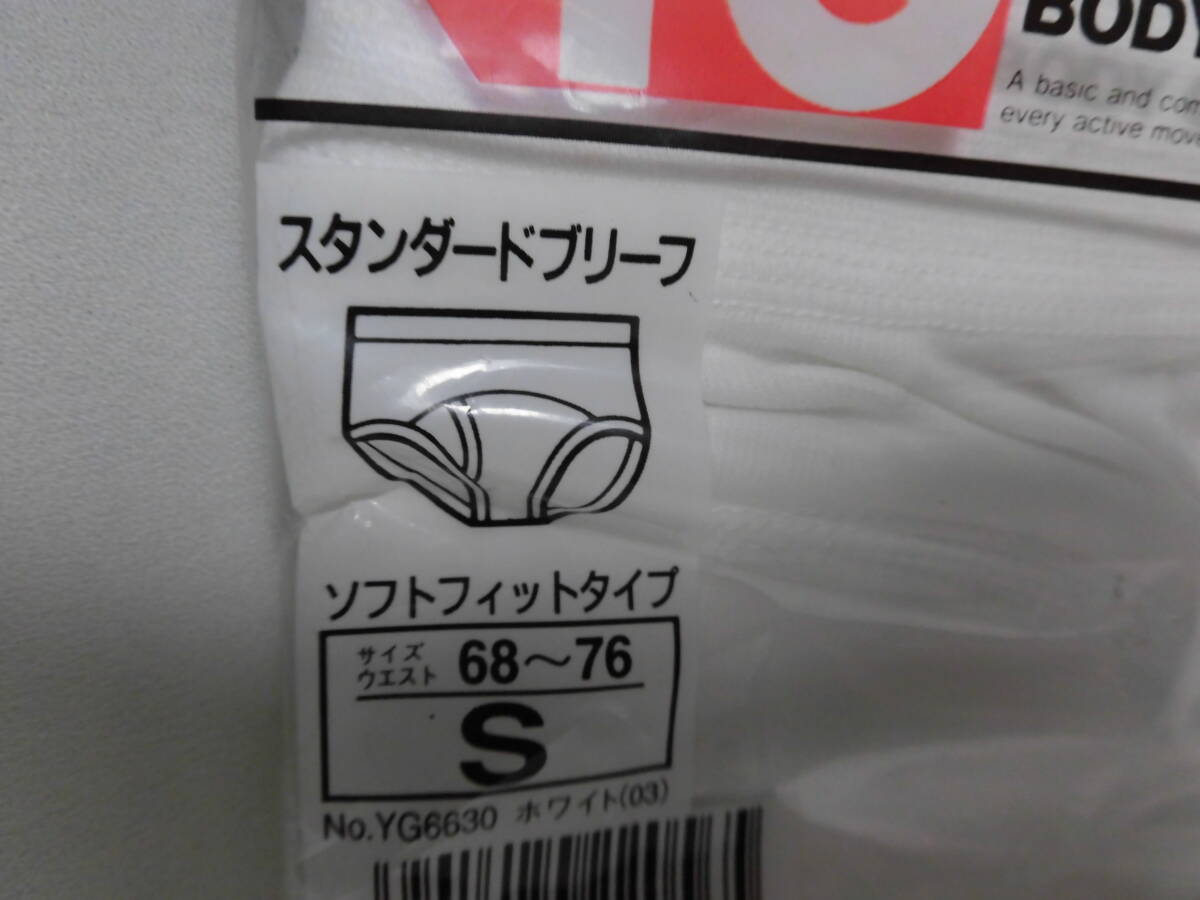 BODY
A basic and
every active
スタンダードブリーフ
ソフトフィットタイプ
サイズ
ウエスト 68〜76
S
No.YG6630 ホワイト(03)